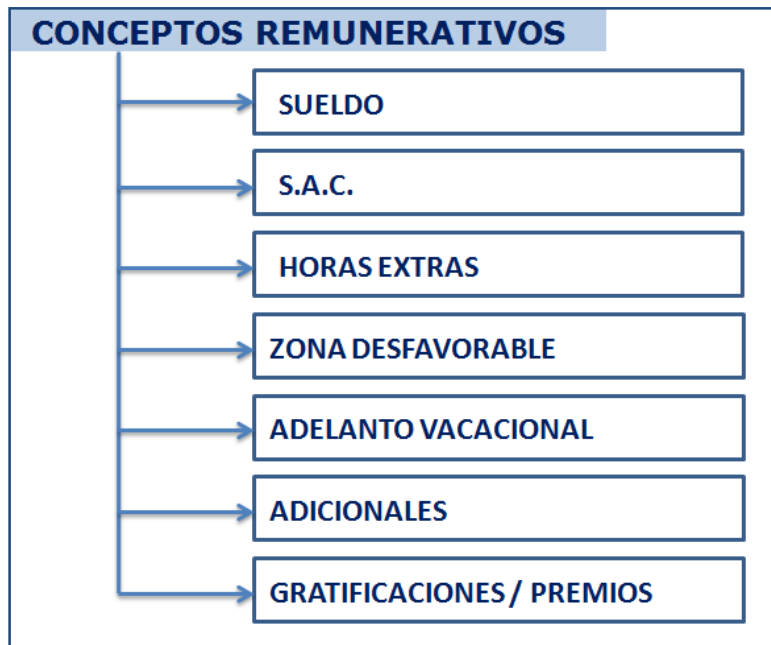 CONCEPTOS REMUNERATIVOS
SUELDO
S.A.C.
HORAS EXTRAS
ZONA DESFAVORABLE
ADELANTO VACACIONAL
ADICIONALES
GRATIFICACIONES / PREMIOS